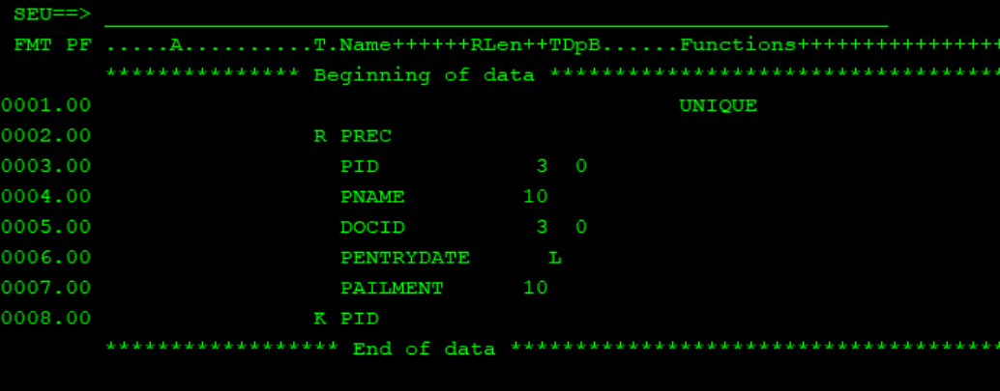 SEU==>
FMT PF .....A..........T.Name++++++RLen++TDpB......Functions++++++++++++++++
*************** Beginning of data ***********************************
0001.00 UNIQUE
0002.00 R PREC
0003.00 PID 3 0
0004.00 PNAME 10
0005.00 DOCID 3 0
0006.00 PENTRYDATE L
0007.00 PAILMENT 10
0008.00 K PID
****************** End of data **************************************